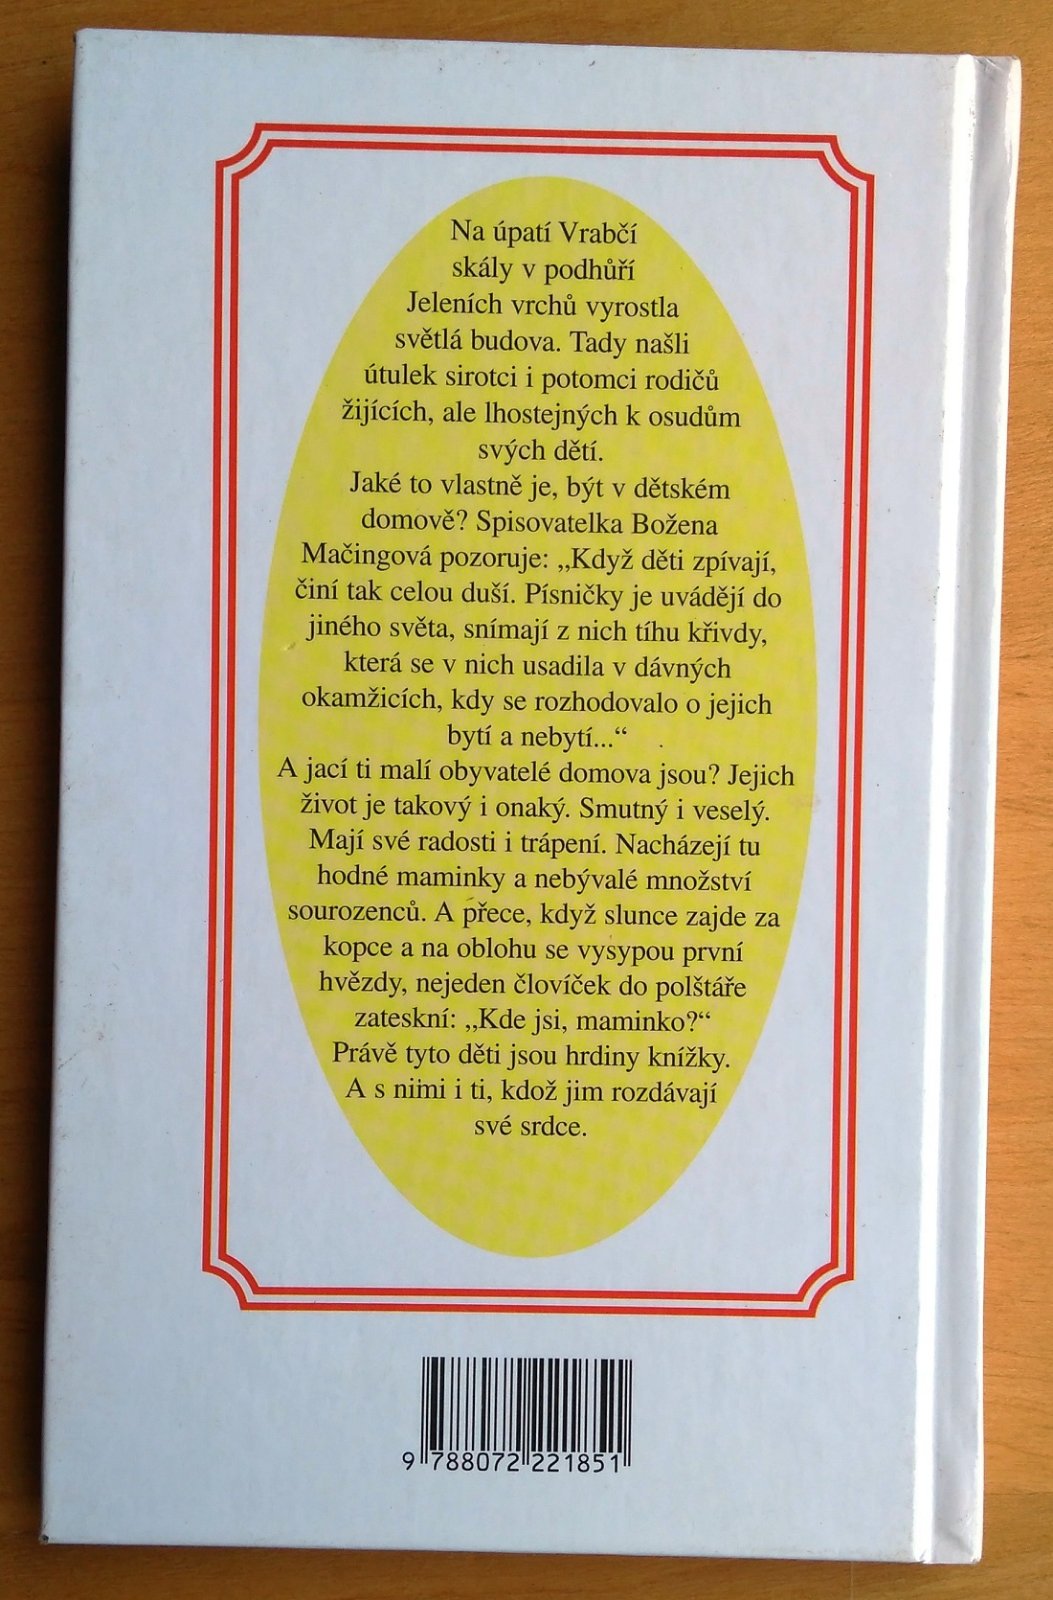 Na úpatí Vrabčí
skály v podhůří
Jeleních vrchů vyrostla
světlá budova. Tady našli
útulek sirotci i potomci rodičů
žijících, ale lhostejných k osudům
svých dětí.
Jaké to vlastně je, být v dětském
domově? Spisovatelka Božena
Mačingová pozoruje: „Když děti zpívají,
činí tak celou duší. Písničky je uvádějí do
jiného světa, snímají z nich tíhu křivdy,
která se v nich usadila v dávných
okamžicích, kdy se rozhodovalo o jejich
bytí a nebytí...“
A jací ti malí obyvatelé domova jsou? Jejich
život je takový i onaký. Smutný i veselý.
Mají své radosti i trápení. Nacházejí tu
hodné maminky a nebývalé množství
sourozenců. A přece, když slunce zajde za
kopce a na oblohu se vysypou první
hvězdy, nejeden človíček do polštáře
zateskní: „Kde jsi, maminko?“
Právě tyto děti jsou hrdiny knížky.
A s nimi i ti, kdož jim rozdávají
své srdce.
9 788072 221851